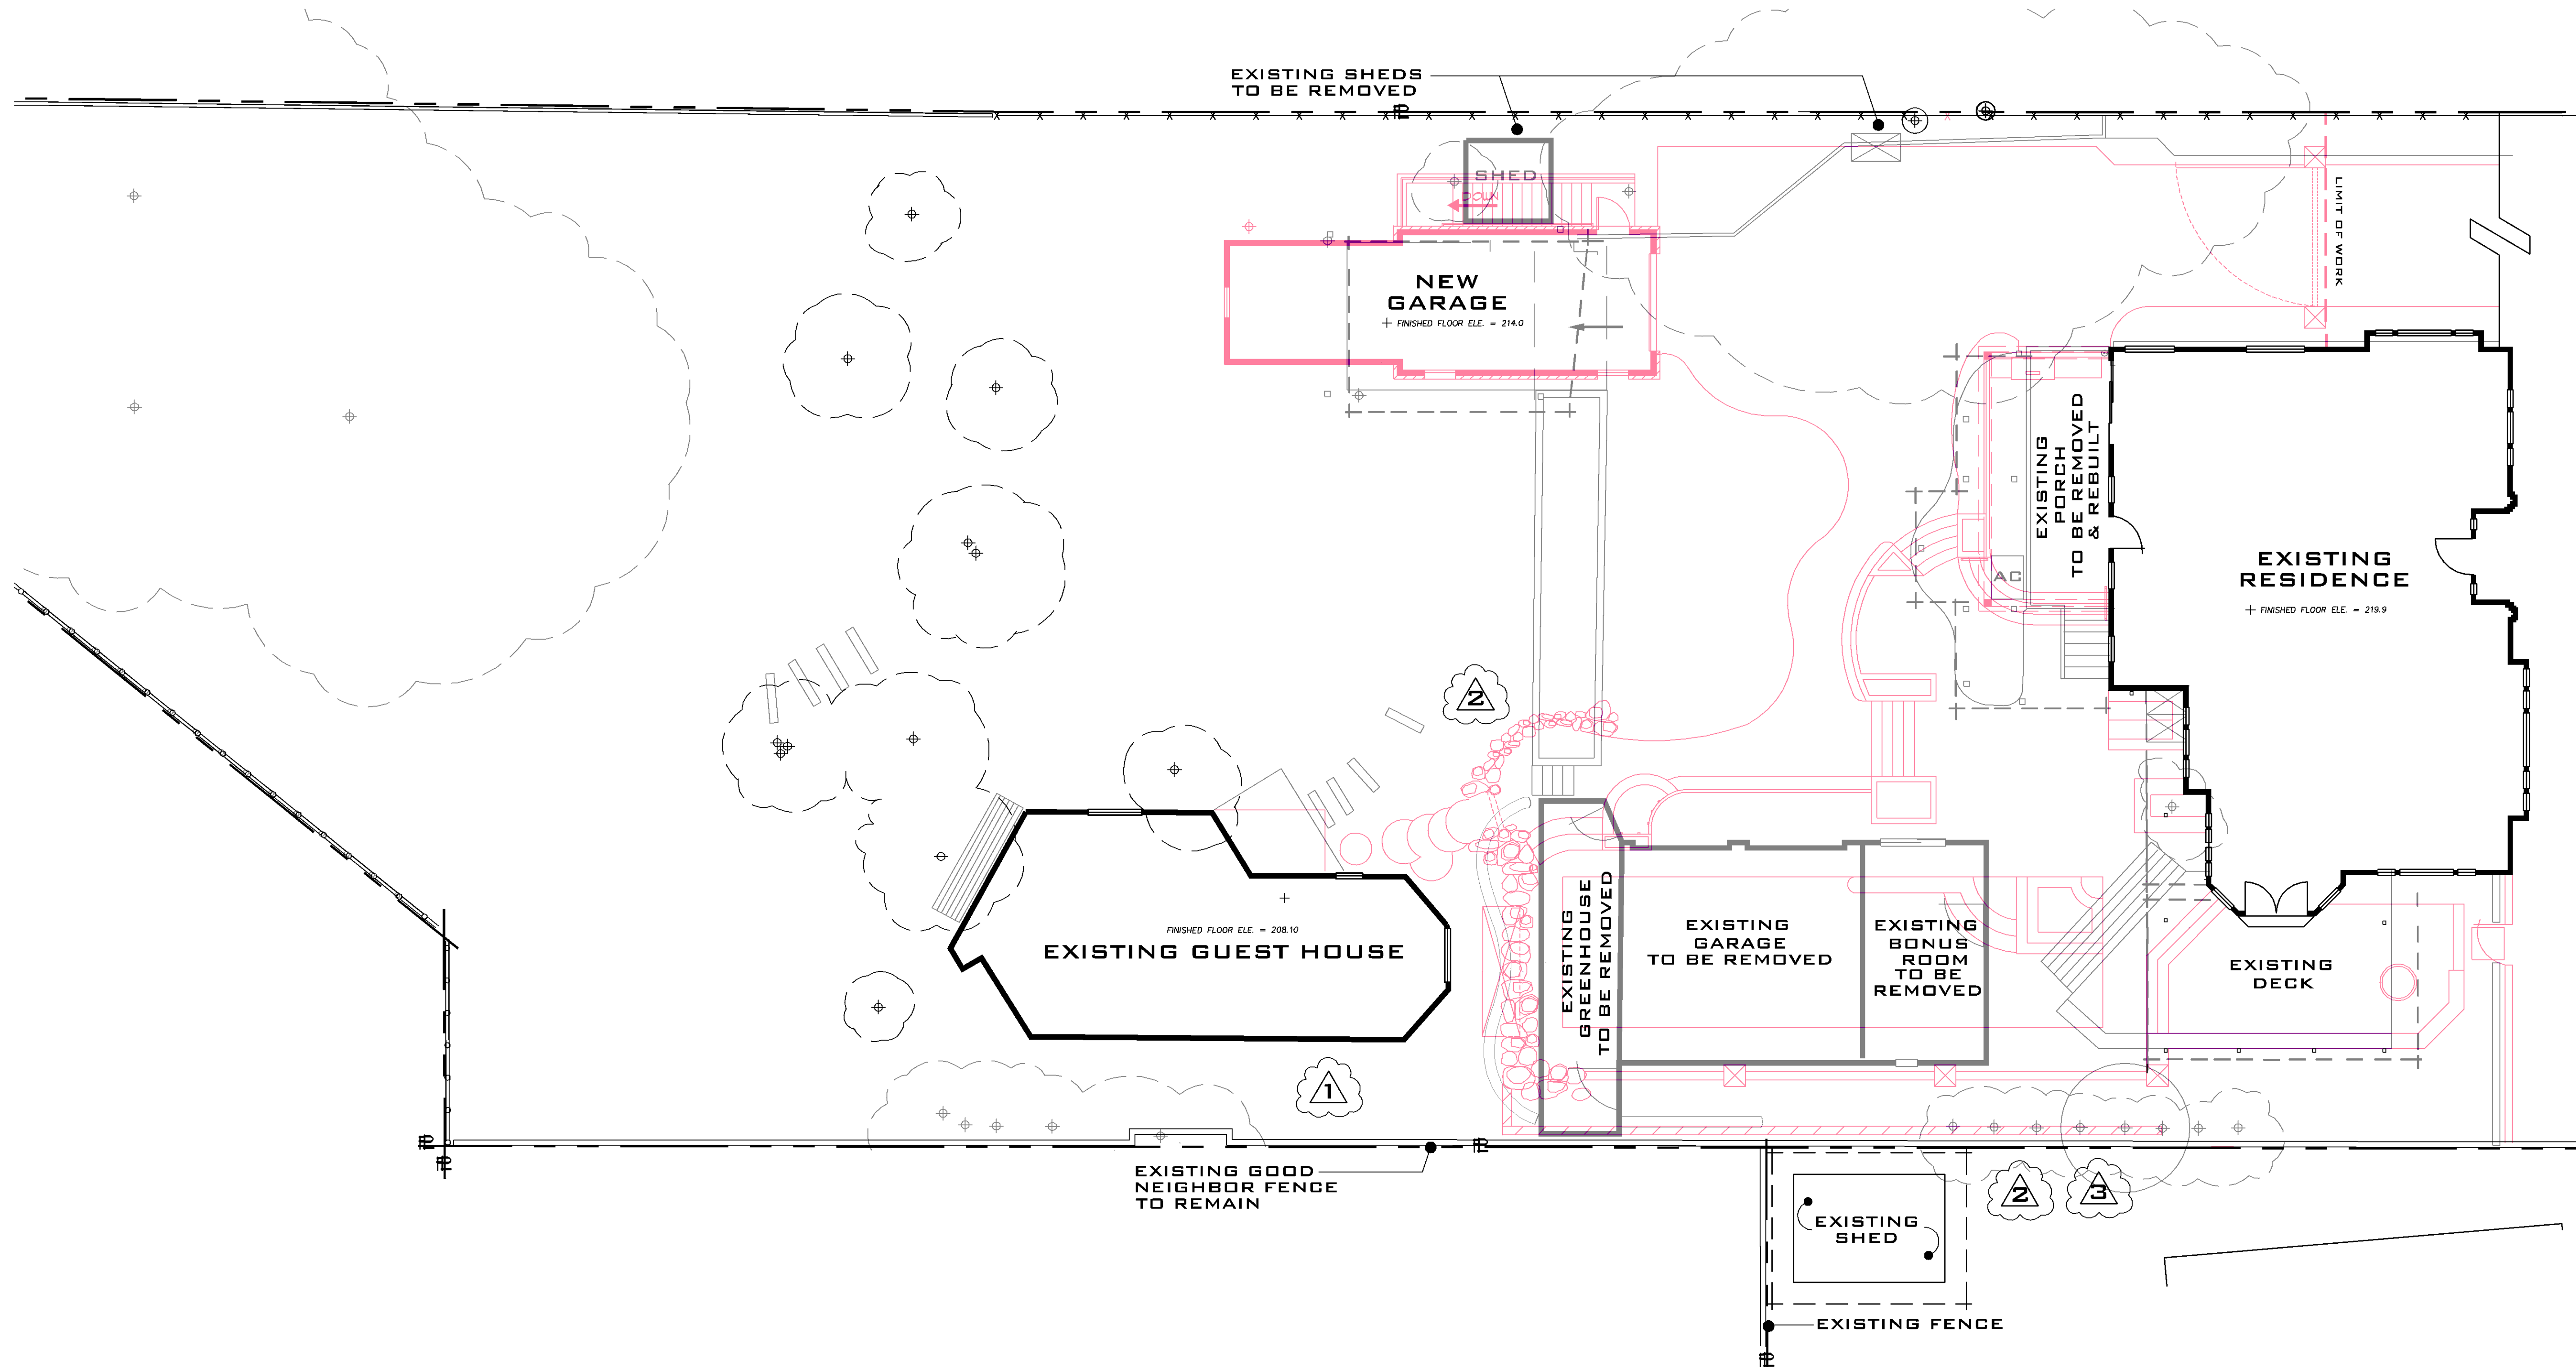 EXISTING SHEDS
TO BE REMOVED
SHED
DOWN
LIMIT OF WORK
NEW
GARAGE
FINISHED FLOOR ELE. = 214.0
EXISTING
PORCH
TO BE REMOVED
& REBUILT
AC
EXISTING
RESIDENCE
FINISHED FLOOR ELE. = 219.9
2
FINISHED FLOOR ELE. = 208.10
EXISTING GUEST HOUSE
EXISTING
GREENHOUSE
TO BE REMOVED
EXISTING
GARAGE
TO BE REMOVED
EXISTING
BONUS
ROOM
TO BE
REMOVED
EXISTING
DECK
1
EXISTING GOOD
NEIGHBOR FENCE
TO REMAIN
2
3
EXISTING
SHED
EXISTING FENCE